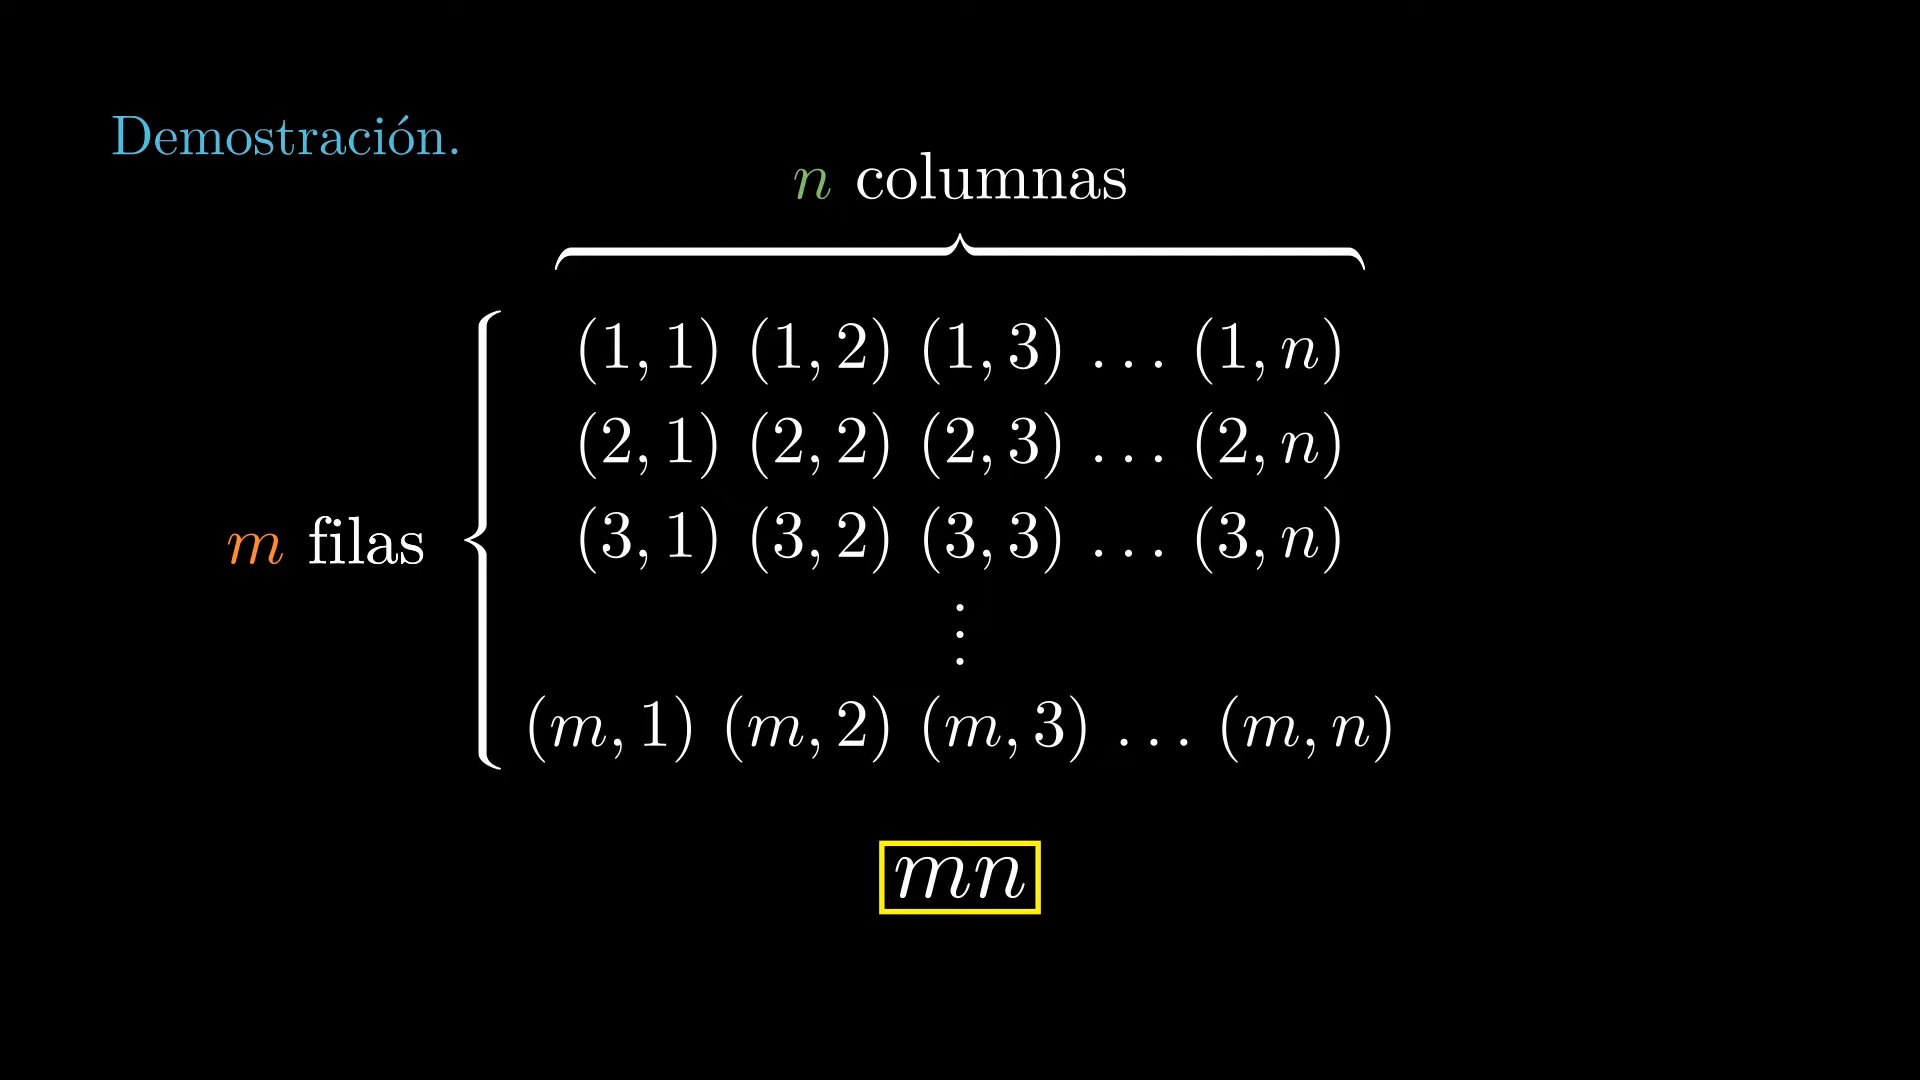 Demostración.
n columnas
(1, 1) (1, 2) (1, 3) … (1, n)
(2, 1) (2, 2) (2, 3) … (2, n)
m filas
(3, 1) (3, 2) (3, 3) … (3, n)
⋮
(m, 1) (m, 2) (m, 3) … (m, n)
mn